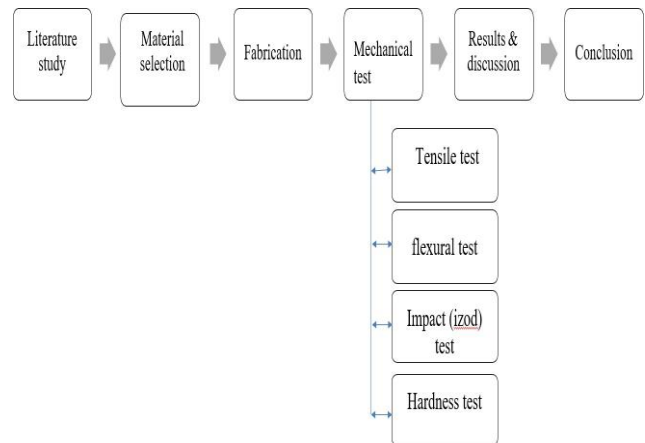 Literature
study
Material
selection
Fabrication
Mechanical
test
Results &
discussion
Conclusion
Tensile test
flexural test
Impact (izod)
test
Hardness test